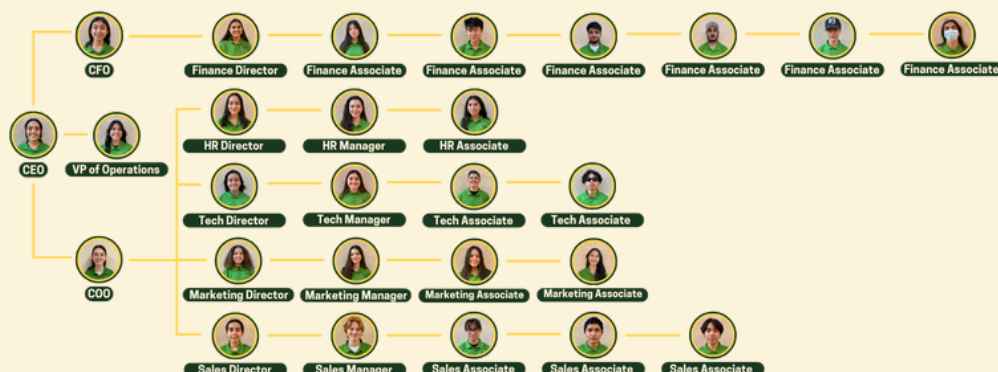 CFO
Finance Director
Finance Associate
Finance Associate
Finance Associate
Finance Associate
Finance Associate
Finance Associate
HR Director
HR Manager
HR Associate
CEO
VP of Operations
Tech Director
Tech Manager
Tech Associate
Tech Associate
COO
Marketing Director
Marketing Manager
Marketing Associate
Marketing Associate
Sales Director
Sales Manager
Sales Associate
Sales Associate
Sales Associate